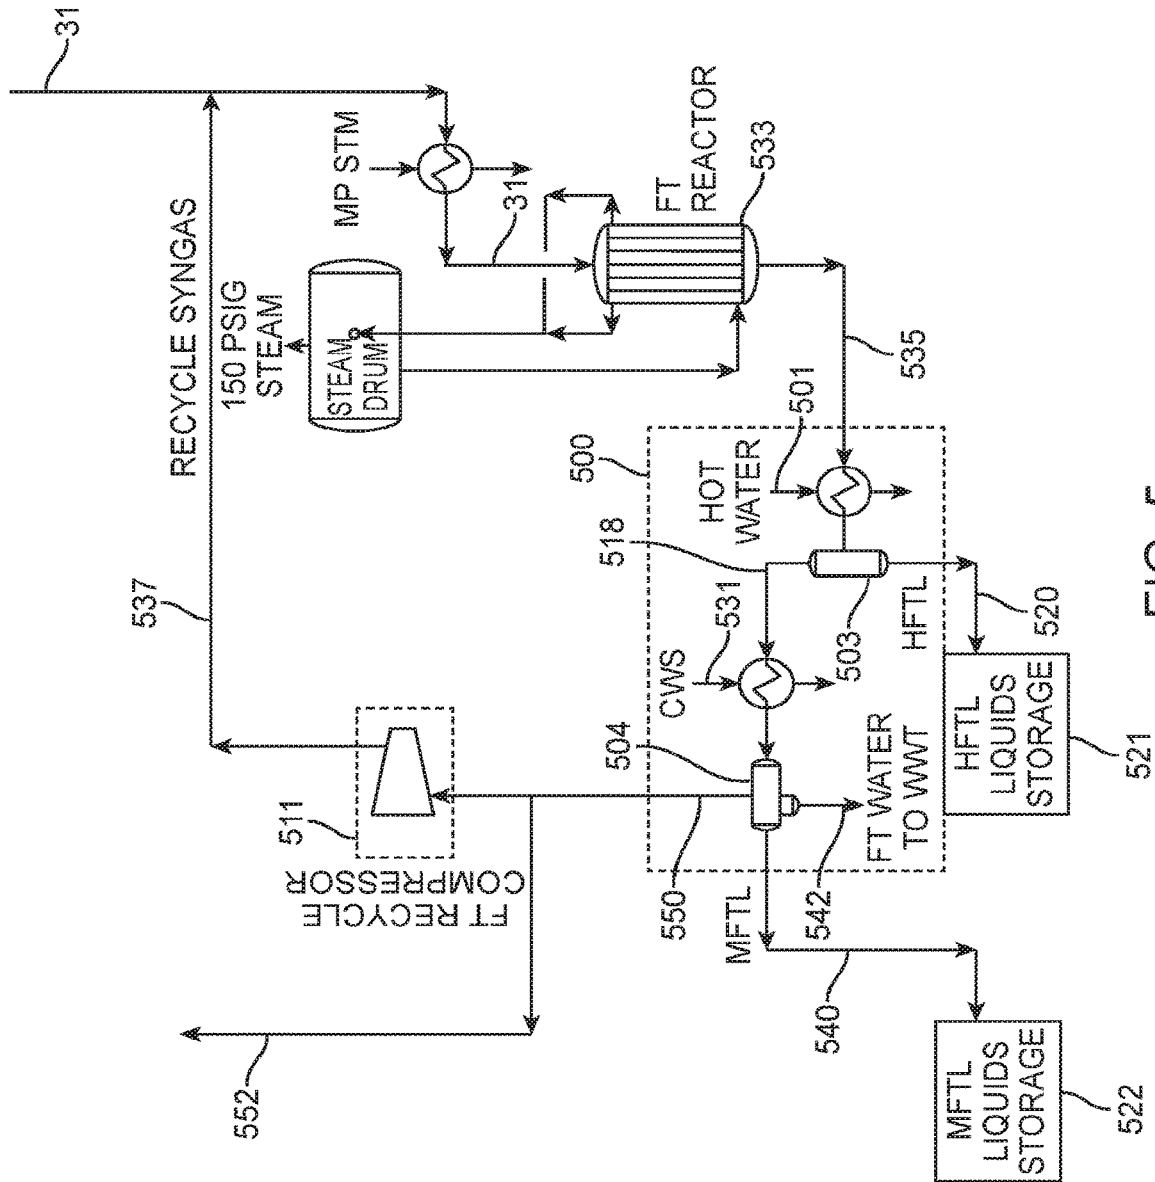 31
RECYCLE SYNGAS
537
MP STM
150 PSIG
STEAM
STEAM
DRUM
31
FT
REACTOR
533
535
500
HOT
WATER
501
518
503
HFTL
520
HFTL
LIQUIDS
STORAGE
521
CWS
531
504
FT WATER
TO WWT
542
550
MFTL
540
MFTL
LIQUIDS
STORAGE
522
511
FT RECYCLE
COMPRESSOR
552